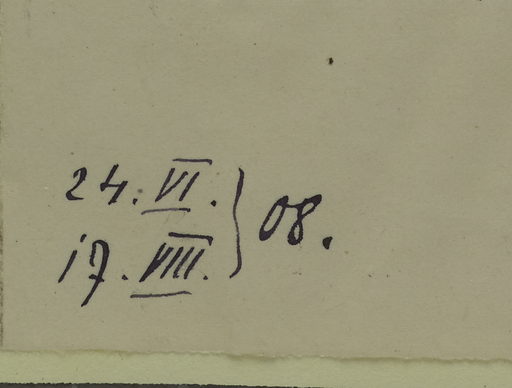 24. VI. } 08.
17. VIII.